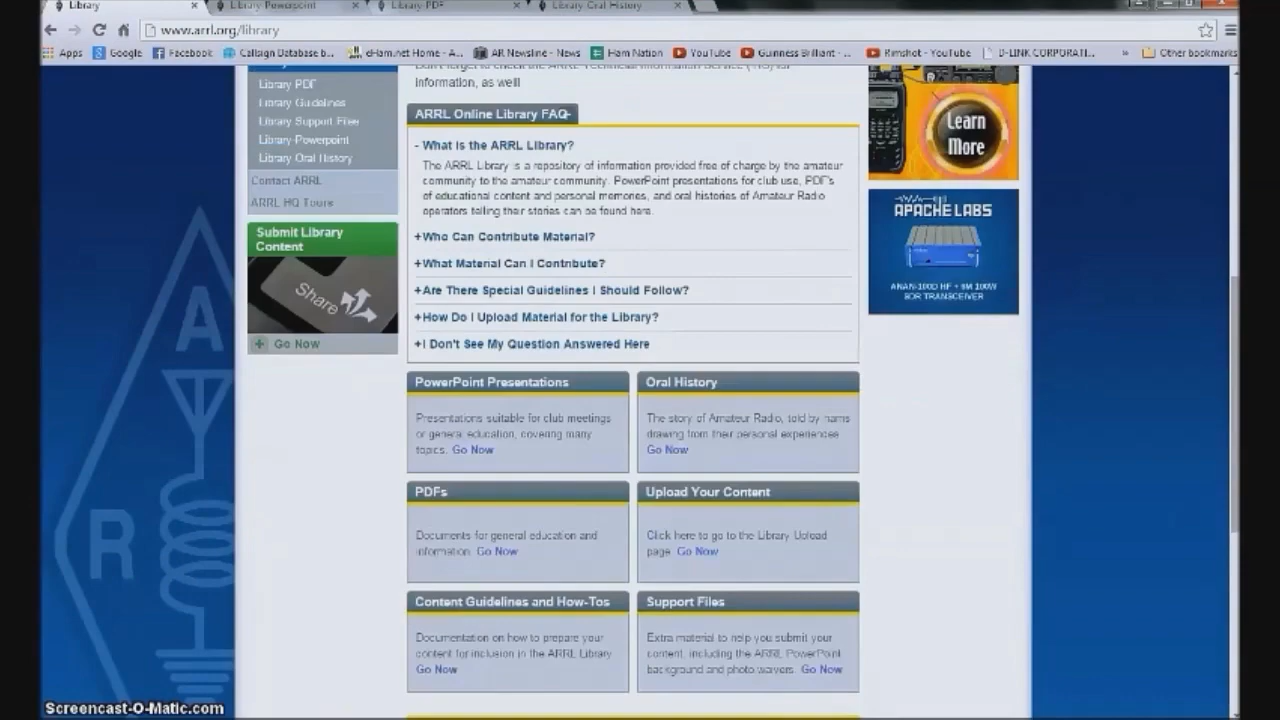 Library
Library Powerpoint
Library PDF
Library Oral History
www.arrl.org/library
Apps
Google
Facebook
Callsign Database b...
eHam.net Home - A...
AR Newsline - News
Ham Nation
YouTube
Guinness Brilliant - ...
Rimshot - YouTube
D-LINK CORPORATI...
»
Other bookmarks
Library PDF
Library Guidelines
Library Support Files
Library Powerpoint
Library Oral History
Contact ARRL
ARRL HQ Tours
Submit Library
Content
Share
+ Go Now
information, as well!
ARRL Online Library FAQ
- What is the ARRL Library?
The ARRL Library is a repository of information provided free of charge by the amateur
community to the amateur community. PowerPoint presentations for club use, PDF's
of educational content and personal memories, and oral histories of Amateur Radio
operators telling their stories can be found here.
+Who Can Contribute Material?
+What Material Can I Contribute?
+Are There Special Guidelines I Should Follow?
+How Do I Upload Material for the Library?
+I Don't See My Question Answered Here
PowerPoint Presentations
Presentations suitable for club meetings
or general education, covering many
topics. Go Now
Oral History
The story of Amateur Radio, told by hams
drawing from their personal experiences
Go Now
PDFs
Documents for general education and
information. Go Now
Upload Your Content
Click here to go to the Library Upload
page. Go Now
Content Guidelines and How-Tos
Documentation on how to prepare your
content for inclusion in the ARRL Library
Go Now
Support Files
Extra material to help you submit your
content, including the ARRL PowerPoint
background and photo waivers. Go Now
Learn
More
APACHE LABS
ANAN-100D HF + 6M 100W
SDR TRANSCEIVER
A
R
Screencast-O-Matic.com